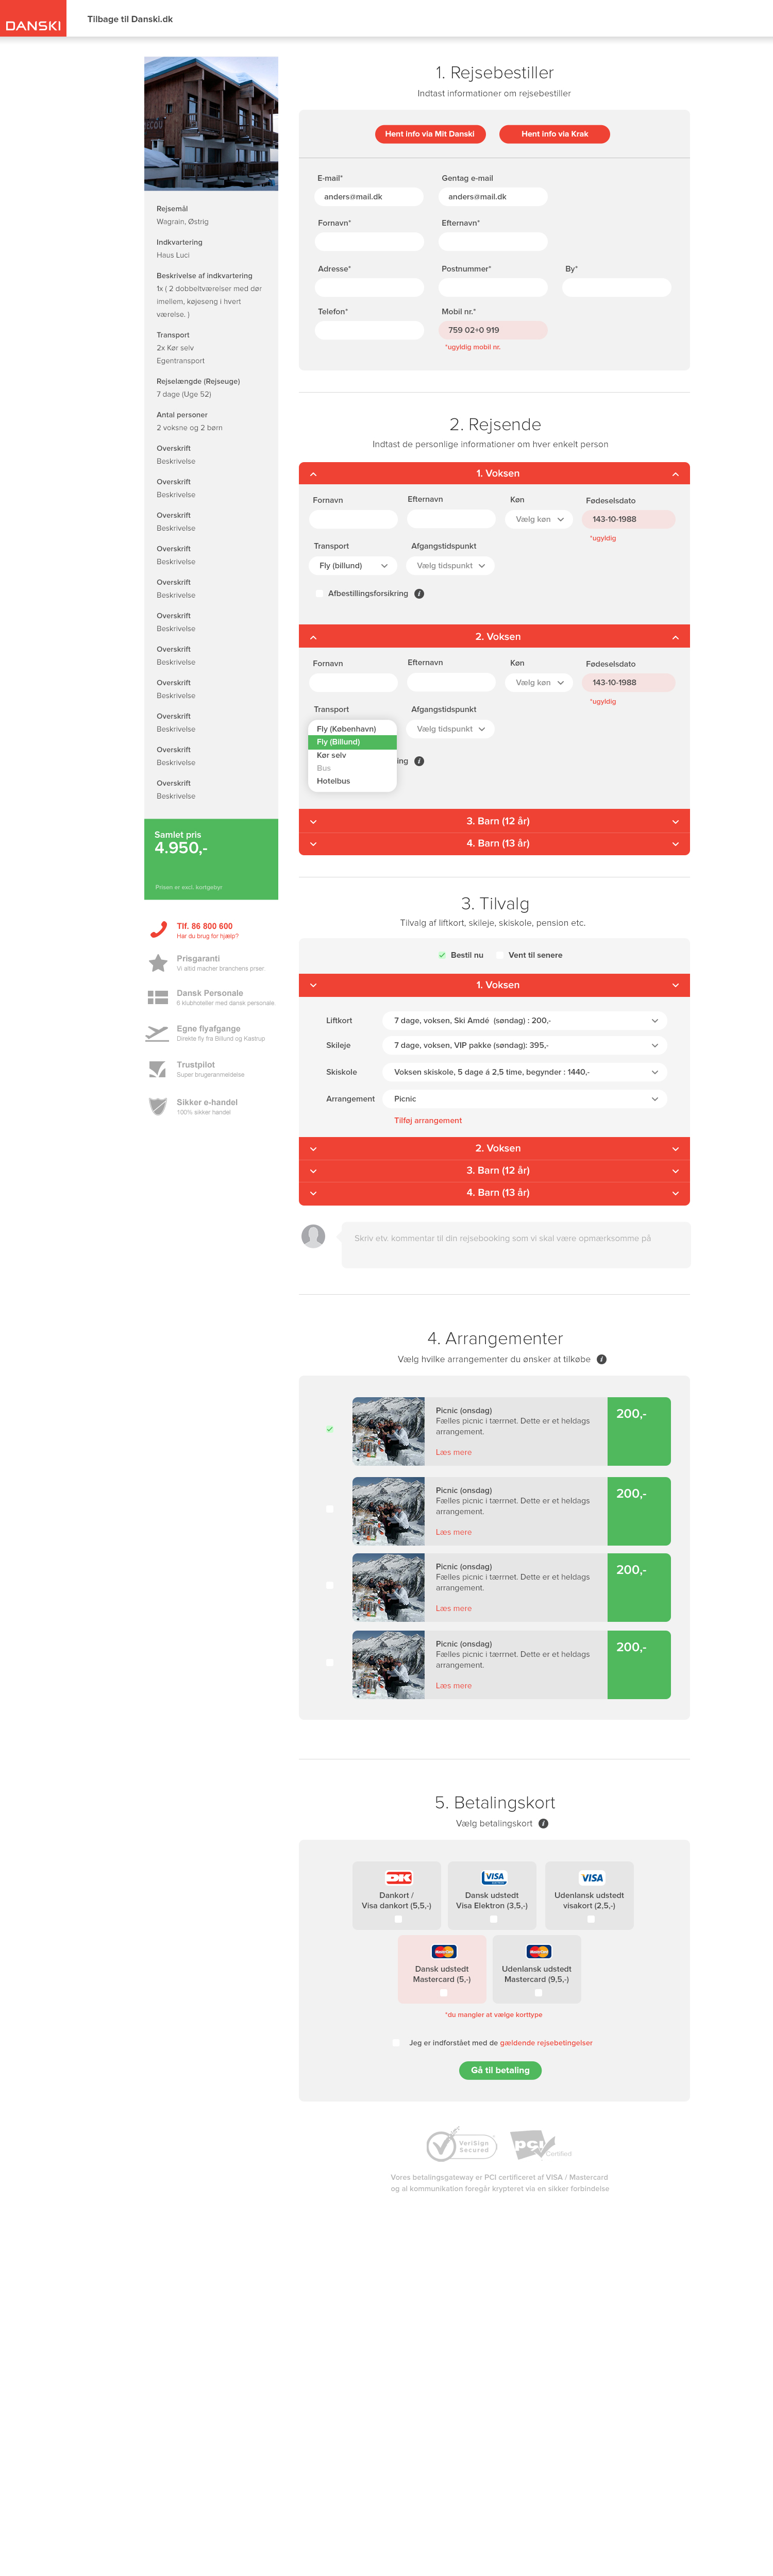 DANSKI
Tilbage til Danski.dk
Rejsemål
Wagrain, Østrig
Indkvartering
Haus Luci
Beskrivelse af indkvartering
1x ( 2 dobbeltværelser med dør
imellem, køjeseng i hvert
værelse. )
Transport
2x Kør selv
Egentransport
Rejselængde (Rejseuge)
7 dage (Uge 52)
Antal personer
2 voksne og 2 børn
Overskrift
Beskrivelse
Overskrift
Beskrivelse
Overskrift
Beskrivelse
Overskrift
Beskrivelse
Overskrift
Beskrivelse
Overskrift
Beskrivelse
Overskrift
Beskrivelse
Overskrift
Beskrivelse
Overskrift
Beskrivelse
Overskrift
Beskrivelse
Overskrift
Beskrivelse
Samlet pris
4.950,-
Prisen er excl. kortgebyr
Tlf. 86 800 600
Har du brug for hjælp?
Prisgaranti
Vi altid macher branchens priser.
Dansk Personale
6 klubhoteller med dansk personale.
Egne flyafgange
Direkte fly fra Billund og Kastrup
Trustpilot
Super brugeranmeldelse
Sikker e-handel
100% sikker handel
1. Rejsebestiller
Indtast informationer om rejsebestiller
Hent info via Mit Danski
Hent info via Krak
E-mail*
Gentag e-mail
anders@mail.dk
anders@mail.dk
Fornavn*
Efternavn*
Adresse*
Postnummer*
By*
Telefon*
Mobil nr.*
759 02+0 919
*ugyldig mobil nr.
2. Rejsende
Indtast de personlige informationer om hver enkelt person
1. Voksen
Fornavn
Efternavn
Køn
Fødeselsdato
Vælg køn
143-10-1988
*ugyldig
Transport
Afgangstidspunkt
Fly (billund)
Vælg tidspunkt
Afbestillingsforsikring
i
2. Voksen
Fornavn
Efternavn
Køn
Fødeselsdato
Vælg køn
143-10-1988
*ugyldig
Transport
Afgangstidspunkt
Fly (København)
Vælg tidspunkt
Fly (Billund)
Kør selv
Bus
Hotelbus
ing
i
3. Barn (12 år)
4. Barn (13 år)
3. Tilvalg
Tilvalg af liftkort, skileje, skiskole, pension etc.
Bestil nu
Vent til senere
1. Voksen
Liftkort
7 dage, voksen, Ski Amdé (søndag) : 200,-
Skileje
7 dage, voksen, VIP pakke (søndag): 395,-
Skiskole
Voksen skiskole, 5 dage á 2,5 time, begynder : 1440,-
Arrangement
Picnic
Tilføj arrangement
2. Voksen
3. Barn (12 år)
4. Barn (13 år)
Skriv etv. kommentar til din rejsebooking som vi skal være opmærksomme på
4. Arrangementer
Vælg hvilke arrangementer du ønsker at tilkøbe
i
Picnic (onsdag)
Fælles picnic i tærrnet. Dette er et heldags
arrangement.
Læs mere
200,-
Picnic (onsdag)
Fælles picnic i tærrnet. Dette er et heldags
arrangement.
Læs mere
200,-
Picnic (onsdag)
Fælles picnic i tærrnet. Dette er et heldags
arrangement.
Læs mere
200,-
Picnic (onsdag)
Fælles picnic i tærrnet. Dette er et heldags
arrangement.
Læs mere
200,-
5. Betalingskort
Vælg betalingskort
i
DK
Dankort /
Visa dankort (5,5,-)
VISA
Dansk udstedt
Visa Elektron (3,5,-)
VISA
Udenlansk udstedt
visakort (2,5,-)
MasterCard
Dansk udstedt
Mastercard (5,-)
MasterCard
Udenlansk udstedt
Mastercard (9,5,-)
*du mangler at vælge korttype
Jeg er indforstået med de gældende rejsebetingelser
Gå til betaling
VeriSign
Secured
PCI
Certified
Vores betalingsgateway er PCI certificeret af VISA / Mastercard
og al kommunikation foregår krypteret via en sikker forbindelse